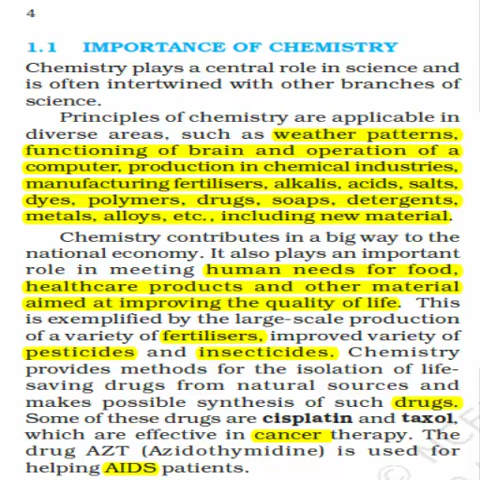 4
1.1 IMPORTANCE OF CHEMISTRY
Chemistry plays a central role in science and
is often intertwined with other branches of
science.
Principles of chemistry are applicable in
diverse areas, such as weather patterns,
functioning of brain and operation of a
computer, production in chemical industries,
manufacturing fertilisers, alkalis, acids, salts,
dyes, polymers, drugs, soaps, detergents,
metals, alloys, etc., including new material.
Chemistry contributes in a big way to the
national economy. It also plays an important
role in meeting human needs for food,
healthcare products and other material
aimed at improving the quality of life. This
is exemplified by the large-scale production
of a variety of fertilisers, improved variety of
pesticides and insecticides. Chemistry
provides methods for the isolation of life-
saving drugs from natural sources and
makes possible synthesis of such drugs.
Some of these drugs are cisplatin and taxol,
which are effective in cancer therapy. The
drug AZT (Azidothymidine) is used for
helping AIDS patients.